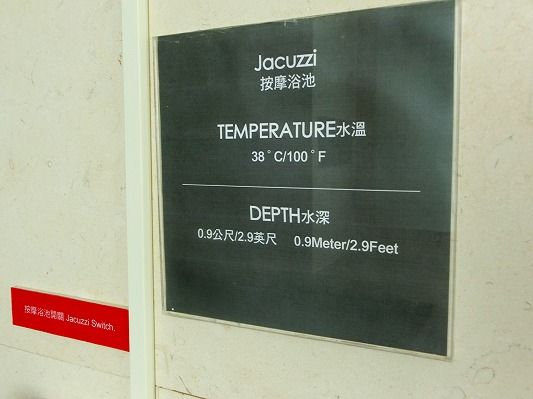 Jacuzzi
按摩浴池
TEMPERATURE水溫
38°C/100°F
DEPTH水深
0.9公尺/2.9英尺 0.9Meter/2.9Feet
按摩浴池開關 Jacuzzi Switch.